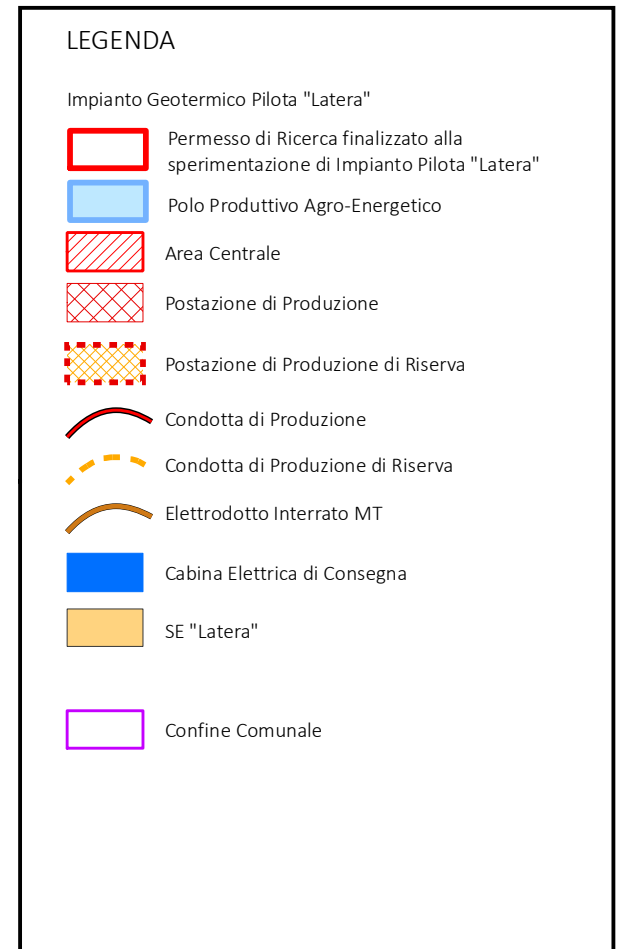 LEGENDA
Impianto Geotermico Pilota "Latera"
Permesso di Ricerca finalizzato alla
sperimentazione di Impianto Pilota "Latera"
Polo Produttivo Agro-Energetico
Area Centrale
Postazione di Produzione
Postazione di Produzione di Riserva
Condotta di Produzione
Condotta di Produzione di Riserva
Elettrodotto Interrato MT
Cabina Elettrica di Consegna
SE "Latera"
Confine Comunale